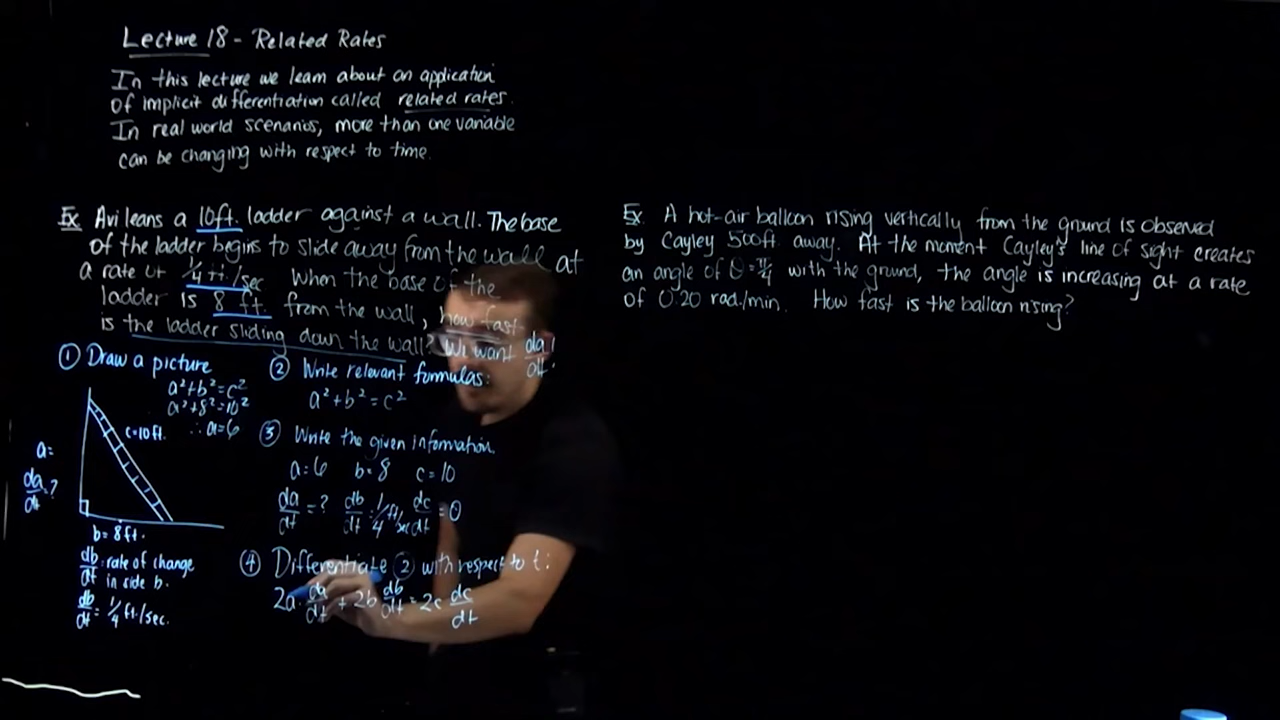 Lecture 18 - Related Rates
In this lecture we learn about an application
of implicit differentiation called related rates.
In real world scenarios, more than one variable
can be changing with respect to time.
Ex Avi leans a 10ft. ladder against a wall. The base
of the ladder begins to slide away from the wall at
a rate of 1/4 ft./sec When the base of the
ladder is 8 ft from the wall, how fast
is the ladder sliding down the wall? We want da/dt.
① Draw a picture
a²+b²=c²
a²+8²=10²
∴ a=6
c=10ft.
a=
da/dt=?
b=8ft.
db/dt: rate of change
in side b.
db/dt = 1/4 ft/sec.
② Write relevant formulas:
a²+b²=c²
③ Write the given information.
a=6 b=8 c=10
da/dt=? db/dt=1/4 ft/sec dc/dt=0
④ Differentiate ② with respect to t:
2a·da/dt + 2b db/dt = 2c dc/dt
Ex A hot-air balloon rising vertically from the ground is observed
by Cayley 500ft. away. At the moment Cayley's line of sight creates
an angle of θ=π/4 with the ground, the angle is increasing at a rate
of 0.20 rad./min. How fast is the balloon rising?